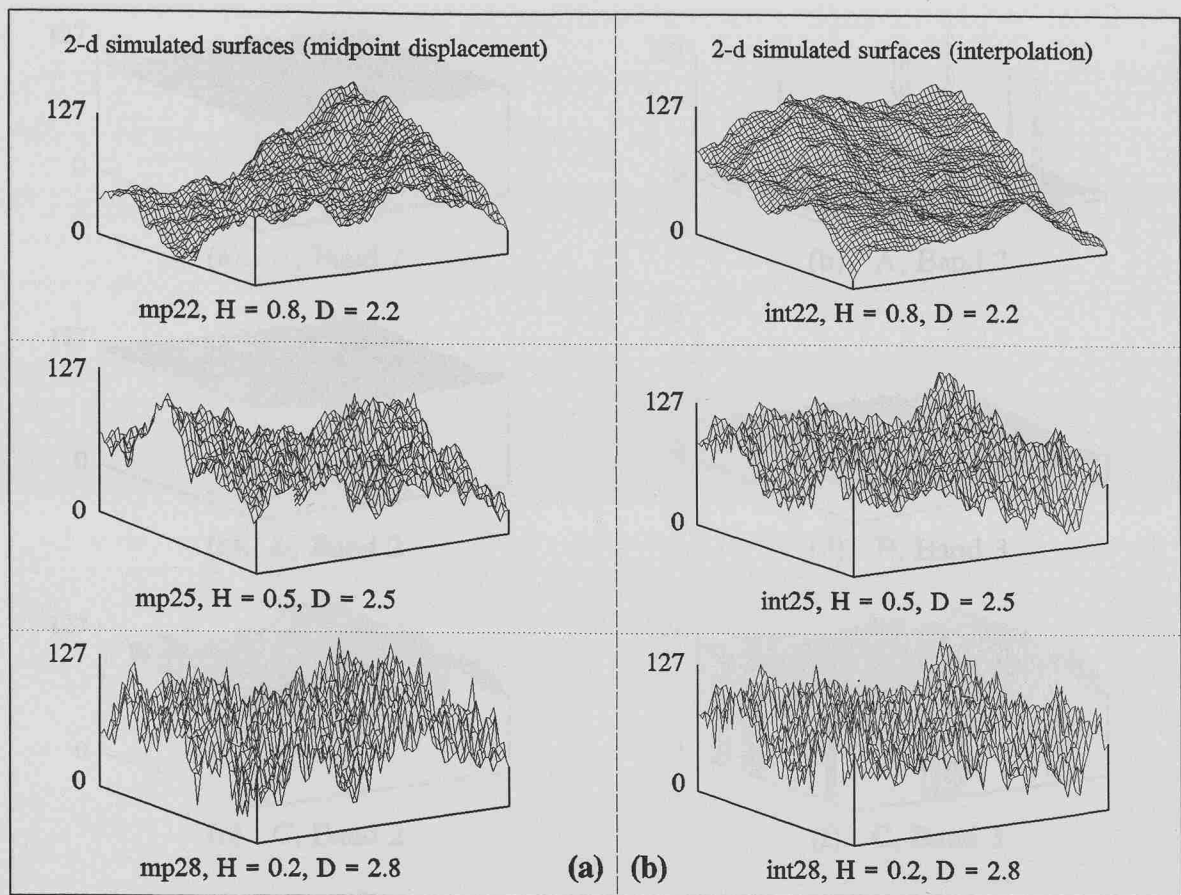 2-d simulated surfaces (midpoint displacement)
127
0
mp22, H = 0.8, D = 2.2
127
0
mp25, H = 0.5, D = 2.5
127
0
mp28, H = 0.2, D = 2.8
(a)
2-d simulated surfaces (interpolation)
127
0
int22, H = 0.8, D = 2.2
127
0
int25, H = 0.5, D = 2.5
127
0
int28, H = 0.2, D = 2.8
(b)